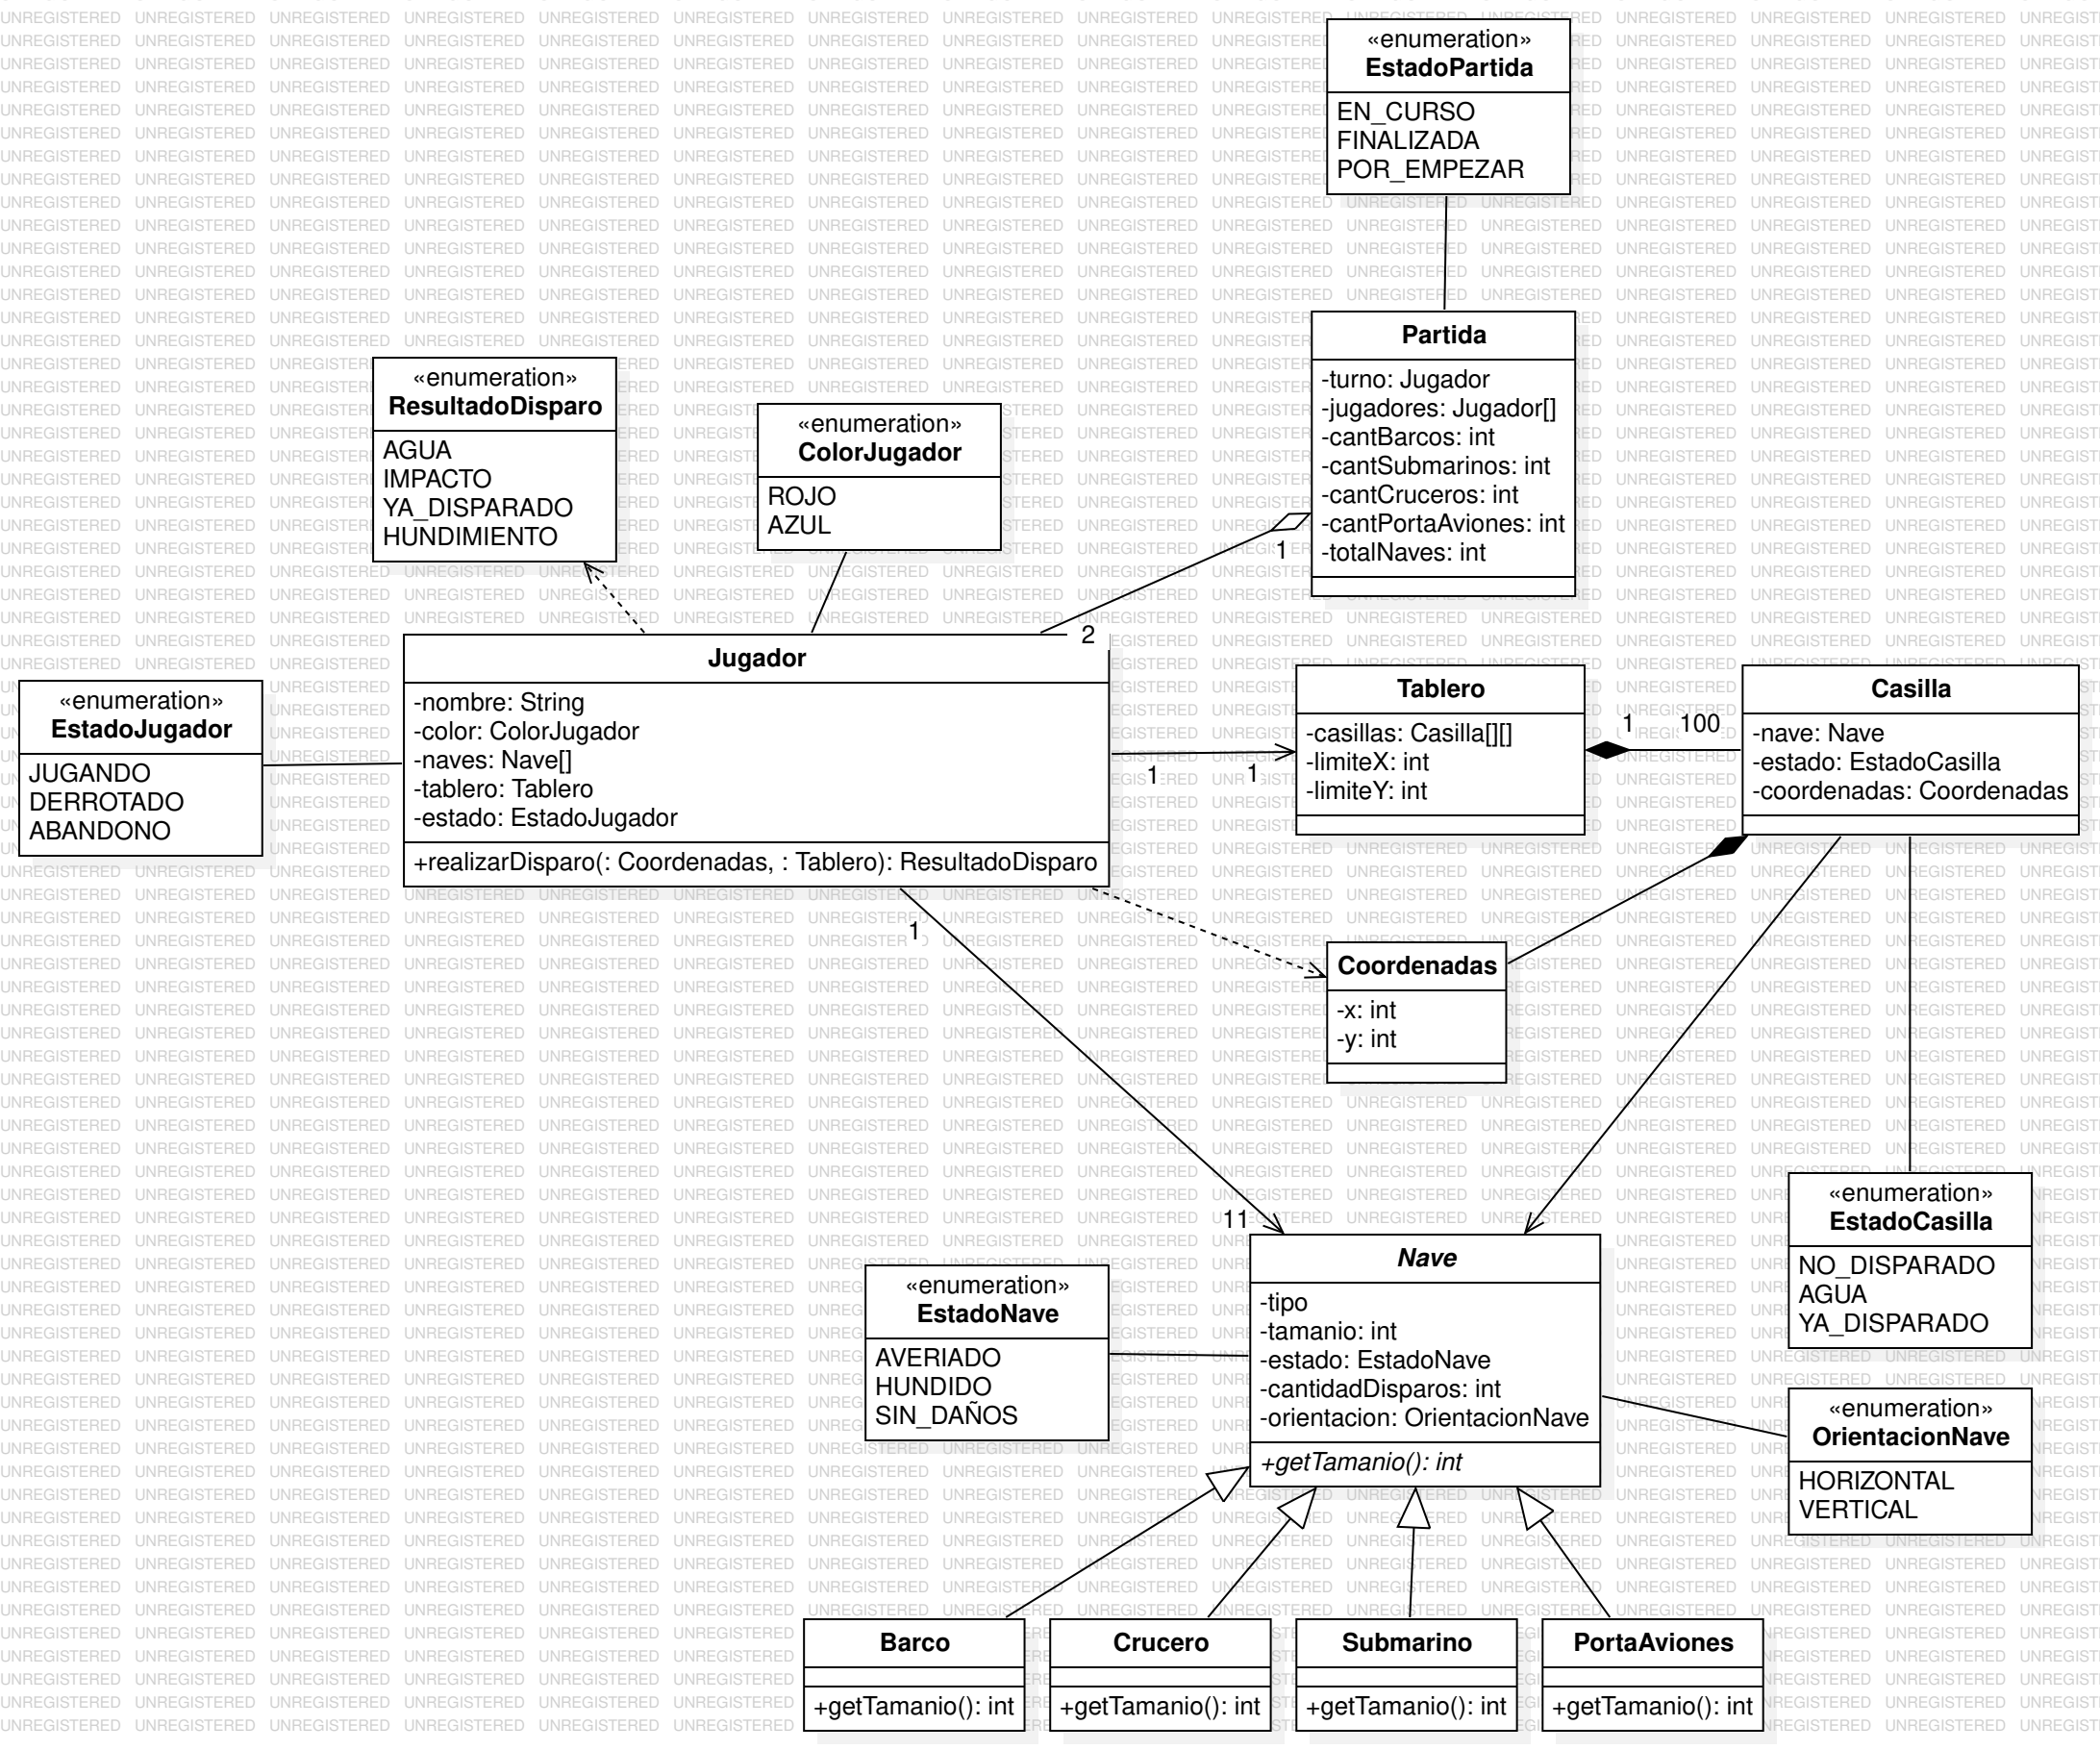 «enumeration»
EstadoPartida
EN_CURSO
FINALIZADA
POR_EMPEZAR
Partida
-turno: Jugador
-jugadores: Jugador[]
-cantBarcos: int
-cantSubmarinos: int
-cantCruceros: int
-cantPortaAviones: int
-totalNaves: int
«enumeration»
ResultadoDisparo
AGUA
IMPACTO
YA_DISPARADO
HUNDIMIENTO
«enumeration»
ColorJugador
ROJO
AZUL
1
2
«enumeration»
EstadoJugador
JUGANDO
DERROTADO
ABANDONO
Jugador
-nombre: String
-color: ColorJugador
-naves: Nave[]
-tablero: Tablero
-estado: EstadoJugador
+realizarDisparo(: Coordenadas, : Tablero): ResultadoDisparo
1
1
Tablero
-casillas: Casilla[][]
-limiteX: int
-limiteY: int
1
100
Casilla
-nave: Nave
-estado: EstadoCasilla
-coordenadas: Coordenadas
1
11
Coordenadas
-x: int
-y: int
«enumeration»
EstadoCasilla
NO_DISPARADO
AGUA
YA_DISPARADO
«enumeration»
EstadoNave
AVERIADO
HUNDIDO
SIN_DAÑOS
Nave
-tipo
-tamanio: int
-estado: EstadoNave
-cantidadDisparos: int
-orientacion: OrientacionNave
+getTamanio(): int
«enumeration»
OrientacionNave
HORIZONTAL
VERTICAL
Barco
+getTamanio(): int
Crucero
+getTamanio(): int
Submarino
+getTamanio(): int
PortaAviones
+getTamanio(): int
UNREGISTERED